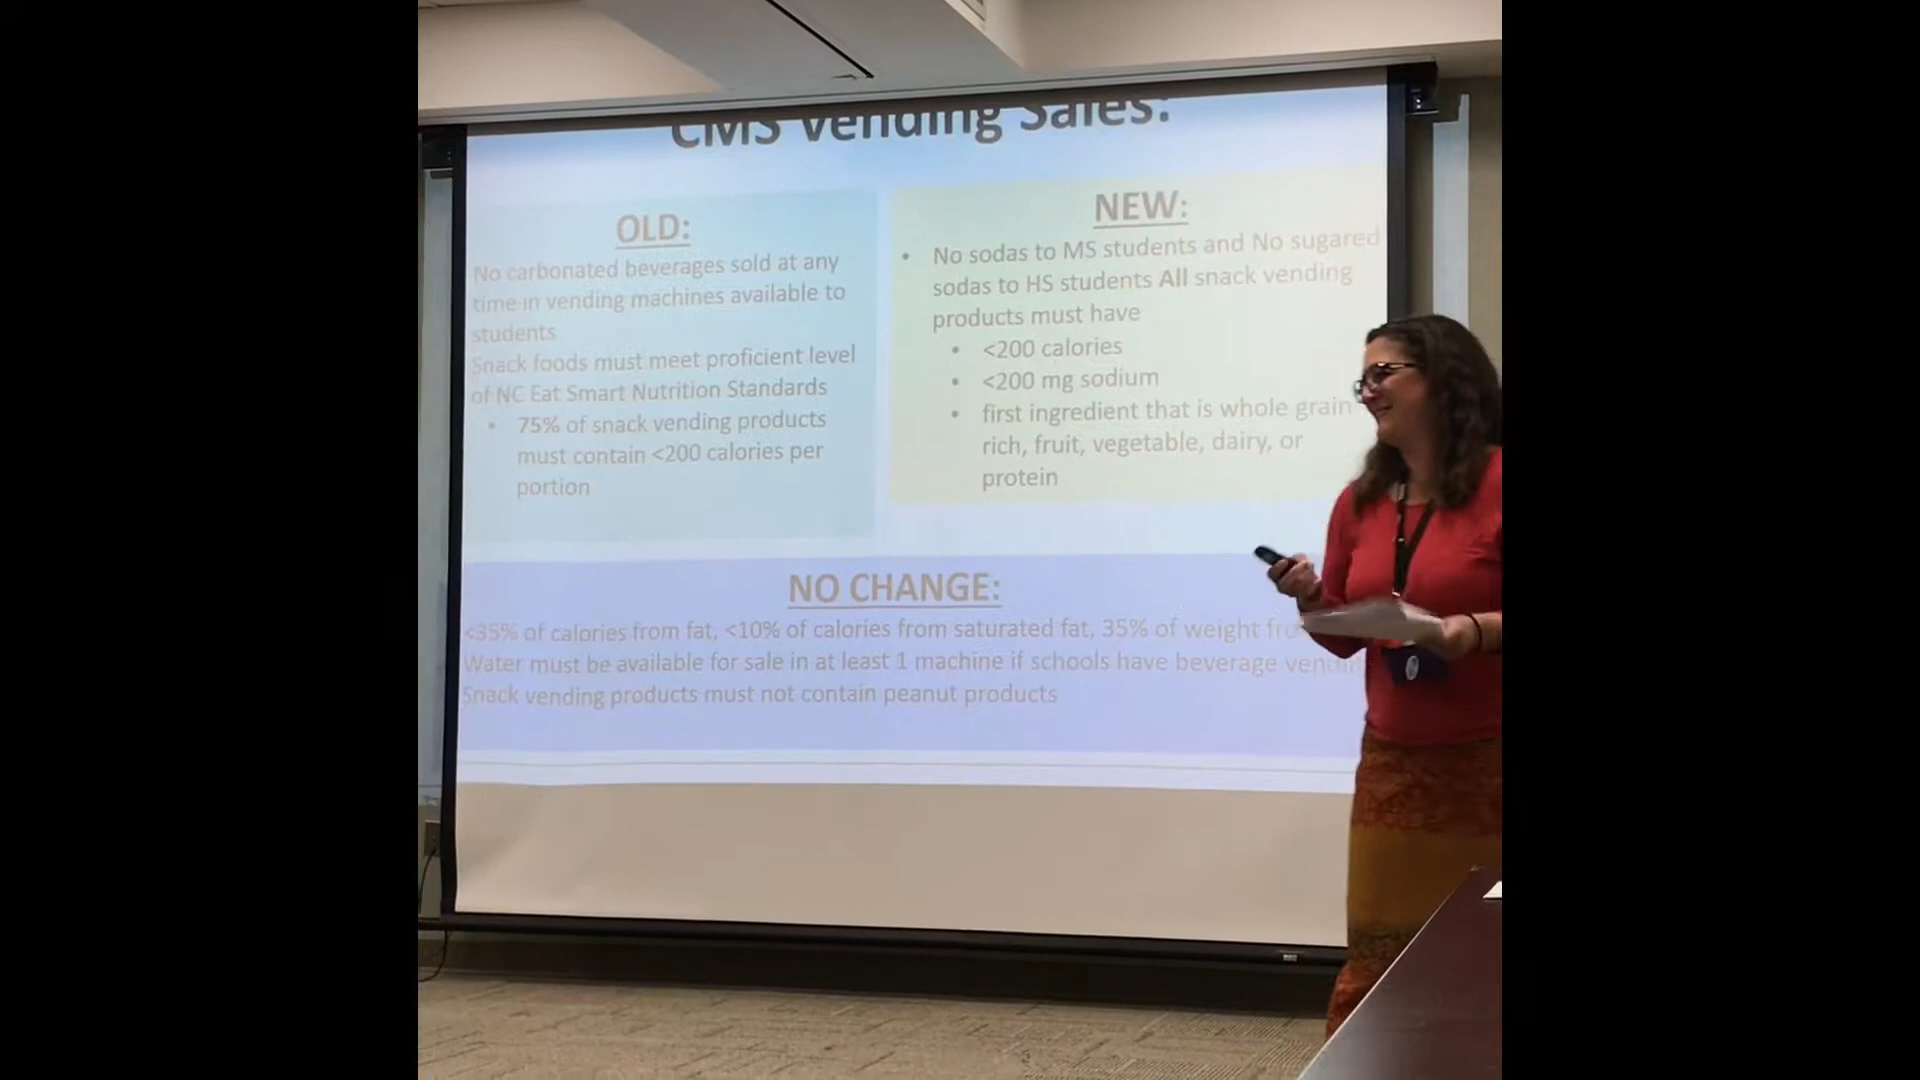 CMS Vending Sales:
OLD:
No carbonated beverages sold at any
time in vending machines available to
students
Snack foods must meet proficient level
of NC Eat Smart Nutrition Standards
• 75% of snack vending products
must contain <200 calories per
portion
NEW:
• No sodas to MS students and No sugared
sodas to HS students All snack vending
products must have
• <200 calories
• <200 mg sodium
• first ingredient that is whole grain
rich, fruit, vegetable, dairy, or
protein
NO CHANGE:
<35% of calories from fat, <10% of calories from saturated fat, 35% of weight
Water must be available for sale in at least 1 machine if schools have beverage
Snack vending products must not contain peanut products